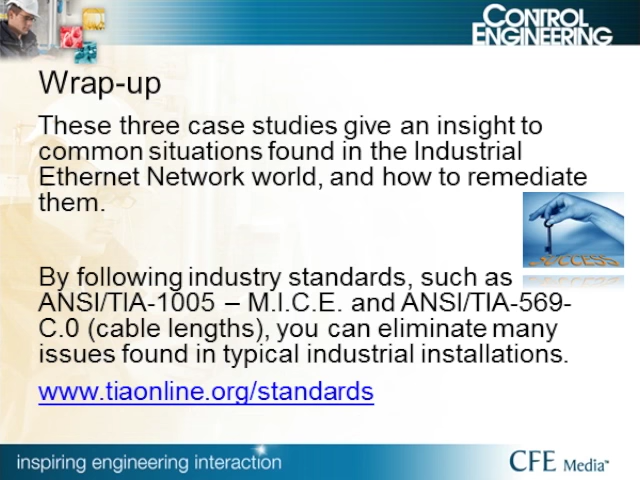 CONTROL
ENGINEERING
Wrap-up
These three case studies give an insight to
common situations found in the Industrial
Ethernet Network world, and how to remediate
them.
SUCCESS
By following industry standards, such as
ANSI/TIA-1005 – M.I.C.E. and ANSI/TIA-569-
C.0 (cable lengths), you can eliminate many
issues found in typical industrial installations.
www.tiaonline.org/standards
inspiring engineering interaction
CFE Media™